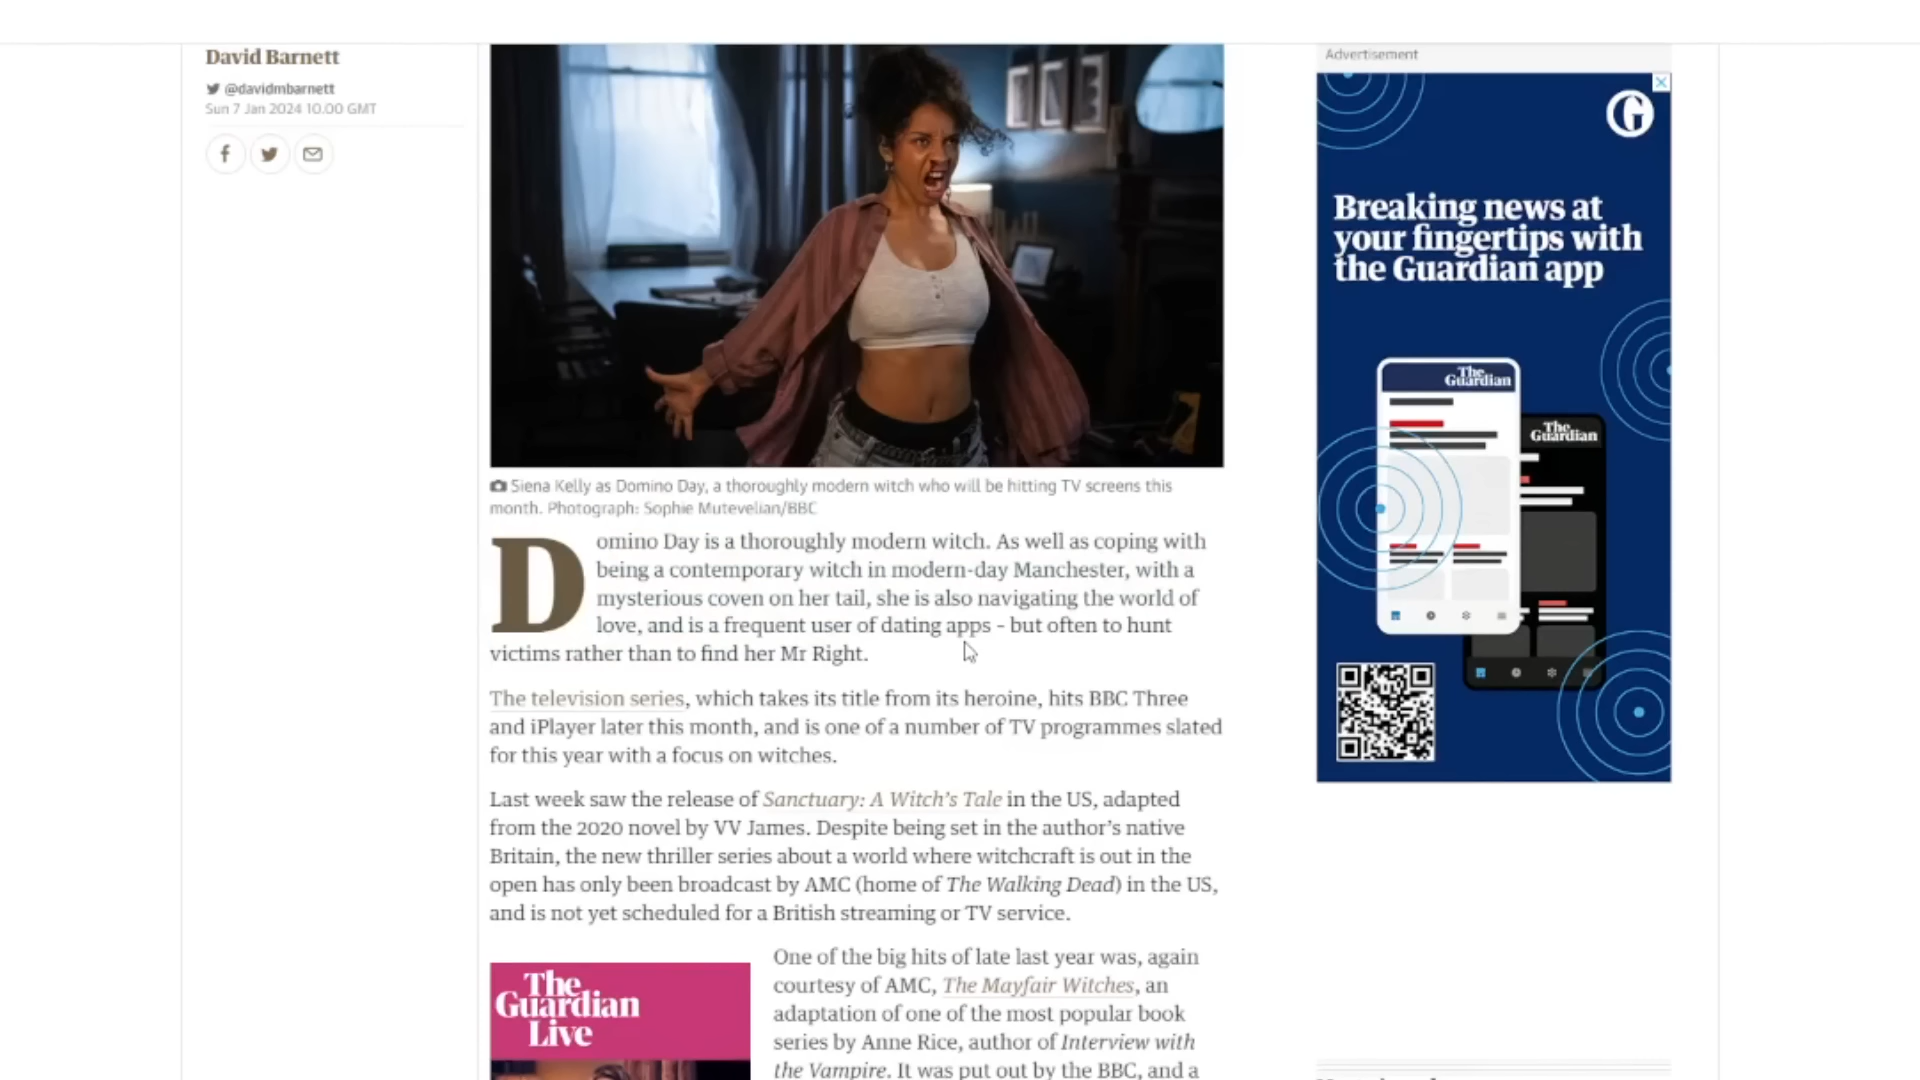 David Barnett
@davidmbarnett
Sun 7 Jan 2024 10.00 GMT
Siena Kelly as Domino Day, a thoroughly modern witch who will be hitting TV screens this
month. Photograph: Sophie Mutevelian/BBC
Domino Day is a thoroughly modern witch. As well as coping with
being a contemporary witch in modern-day Manchester, with a
mysterious coven on her tail, she is also navigating the world of
love, and is a frequent user of dating apps – but often to hunt
victims rather than to find her Mr Right.
The television series, which takes its title from its heroine, hits BBC Three
and iPlayer later this month, and is one of a number of TV programmes slated
for this year with a focus on witches.
Last week saw the release of Sanctuary: A Witch's Tale in the US, adapted
from the 2020 novel by VV James. Despite being set in the author's native
Britain, the new thriller series about a world where witchcraft is out in the
open has only been broadcast by AMC (home of The Walking Dead) in the US,
and is not yet scheduled for a British streaming or TV service.
The
Guardian
Live
One of the big hits of late last year was, again
courtesy of AMC, The Mayfair Witches, an
adaptation of one of the most popular book
series by Anne Rice, author of Interview with
the Vampire. It was put out by the BBC, and a
Advertisement
G
Breaking news at
your fingertips with
the Guardian app
The
Guardian
The
Guardian